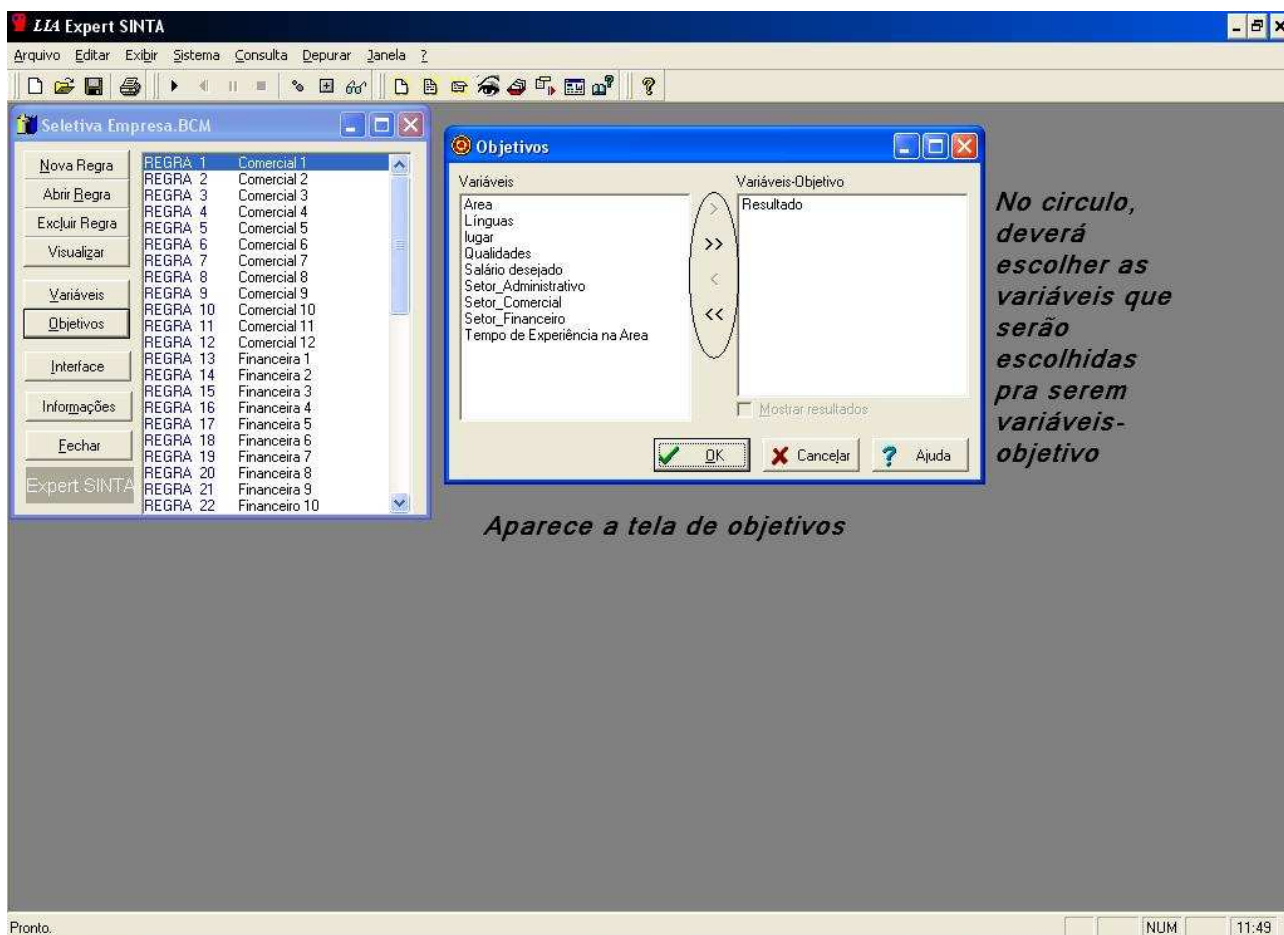 LIA Expert SINTA
Arquivo Editar Exibir Sistema Consulta Depurar Janela ?
Seletiva Empresa.BCM
Nova Regra
Abrir Regra
Excluir Regra
Visualizar
Variáveis
Objetivos
Interface
Informações
Fechar
Expert SINTA
REGRA 1 Comercial 1
REGRA 2 Comercial 2
REGRA 3 Comercial 3
REGRA 4 Comercial 4
REGRA 5 Comercial 5
REGRA 6 Comercial 6
REGRA 7 Comercial 7
REGRA 8 Comercial 8
REGRA 9 Comercial 9
REGRA 10 Comercial 10
REGRA 11 Comercial 11
REGRA 12 Comercial 12
REGRA 13 Financeira 1
REGRA 14 Financeira 2
REGRA 15 Financeira 3
REGRA 16 Financeira 4
REGRA 17 Financeira 5
REGRA 18 Financeira 6
REGRA 19 Financeira 7
REGRA 20 Financeira 8
REGRA 21 Financeira 9
REGRA 22 Financeiro 10
Objetivos
Variáveis
Area
Línguas
lugar
Qualidades
Salário desejado
Setor_Administrativo
Setor_Comercial
Setor_Financeiro
Tempo de Experiência na Area
>
>>
<
<<
Variáveis-Objetivo
Resultado
Mostrar resultados
OK
Cancelar
? Ajuda
No circulo,
deverá
escolher as
variáveis que
serão
escolhidas
pra serem
variáveis-
objetivo
Aparece a tela de objetivos
Pronto.
NUM
11:49